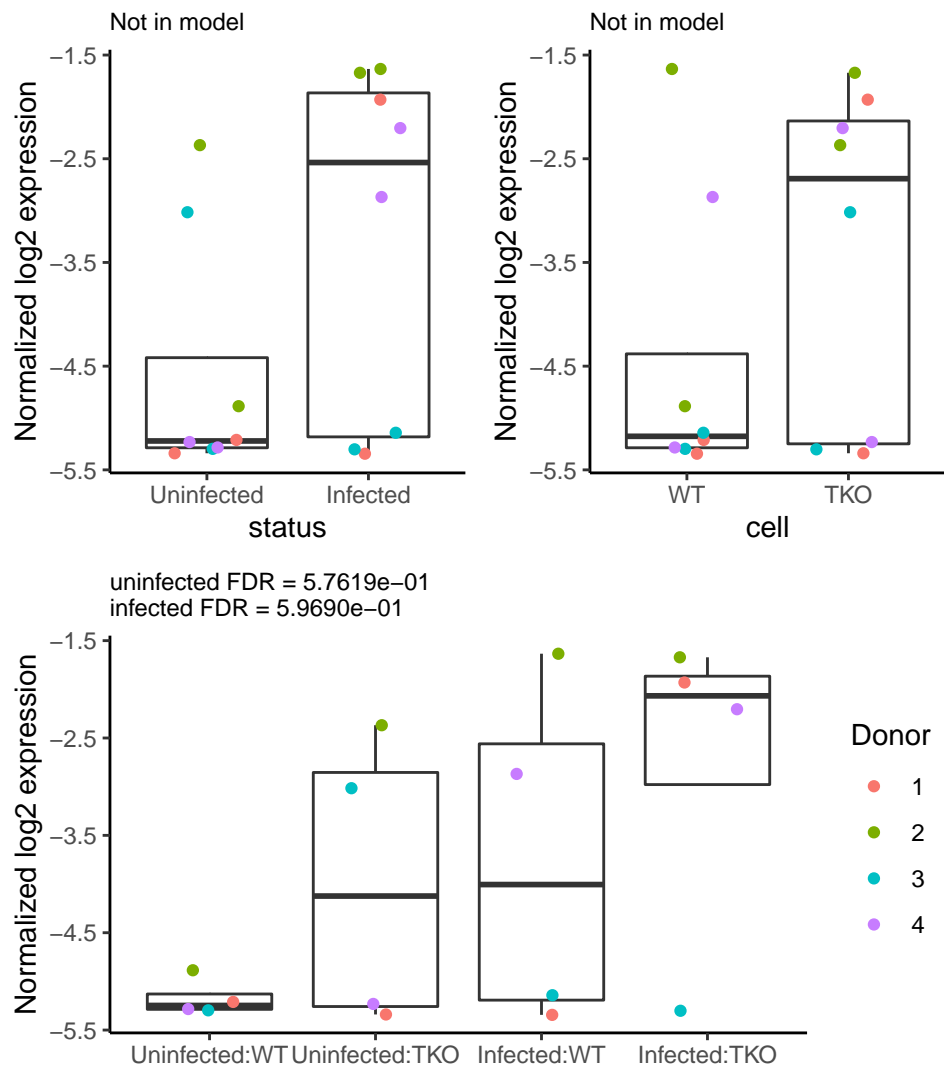 Not in model
Normalized log2 expression
−1.5
−2.5
−3.5
−4.5
−5.5
Uninfected
Infected
status
Not in model
Normalized log2 expression
−1.5
−2.5
−3.5
−4.5
−5.5
WT
TKO
cell
uninfected FDR = 5.7619e−01
infected FDR = 5.9690e−01
Normalized log2 expression
−1.5
−2.5
−3.5
−4.5
−5.5
Uninfected:WT
Uninfected:TKO
Infected:WT
Infected:TKO
Donor
1
2
3
4